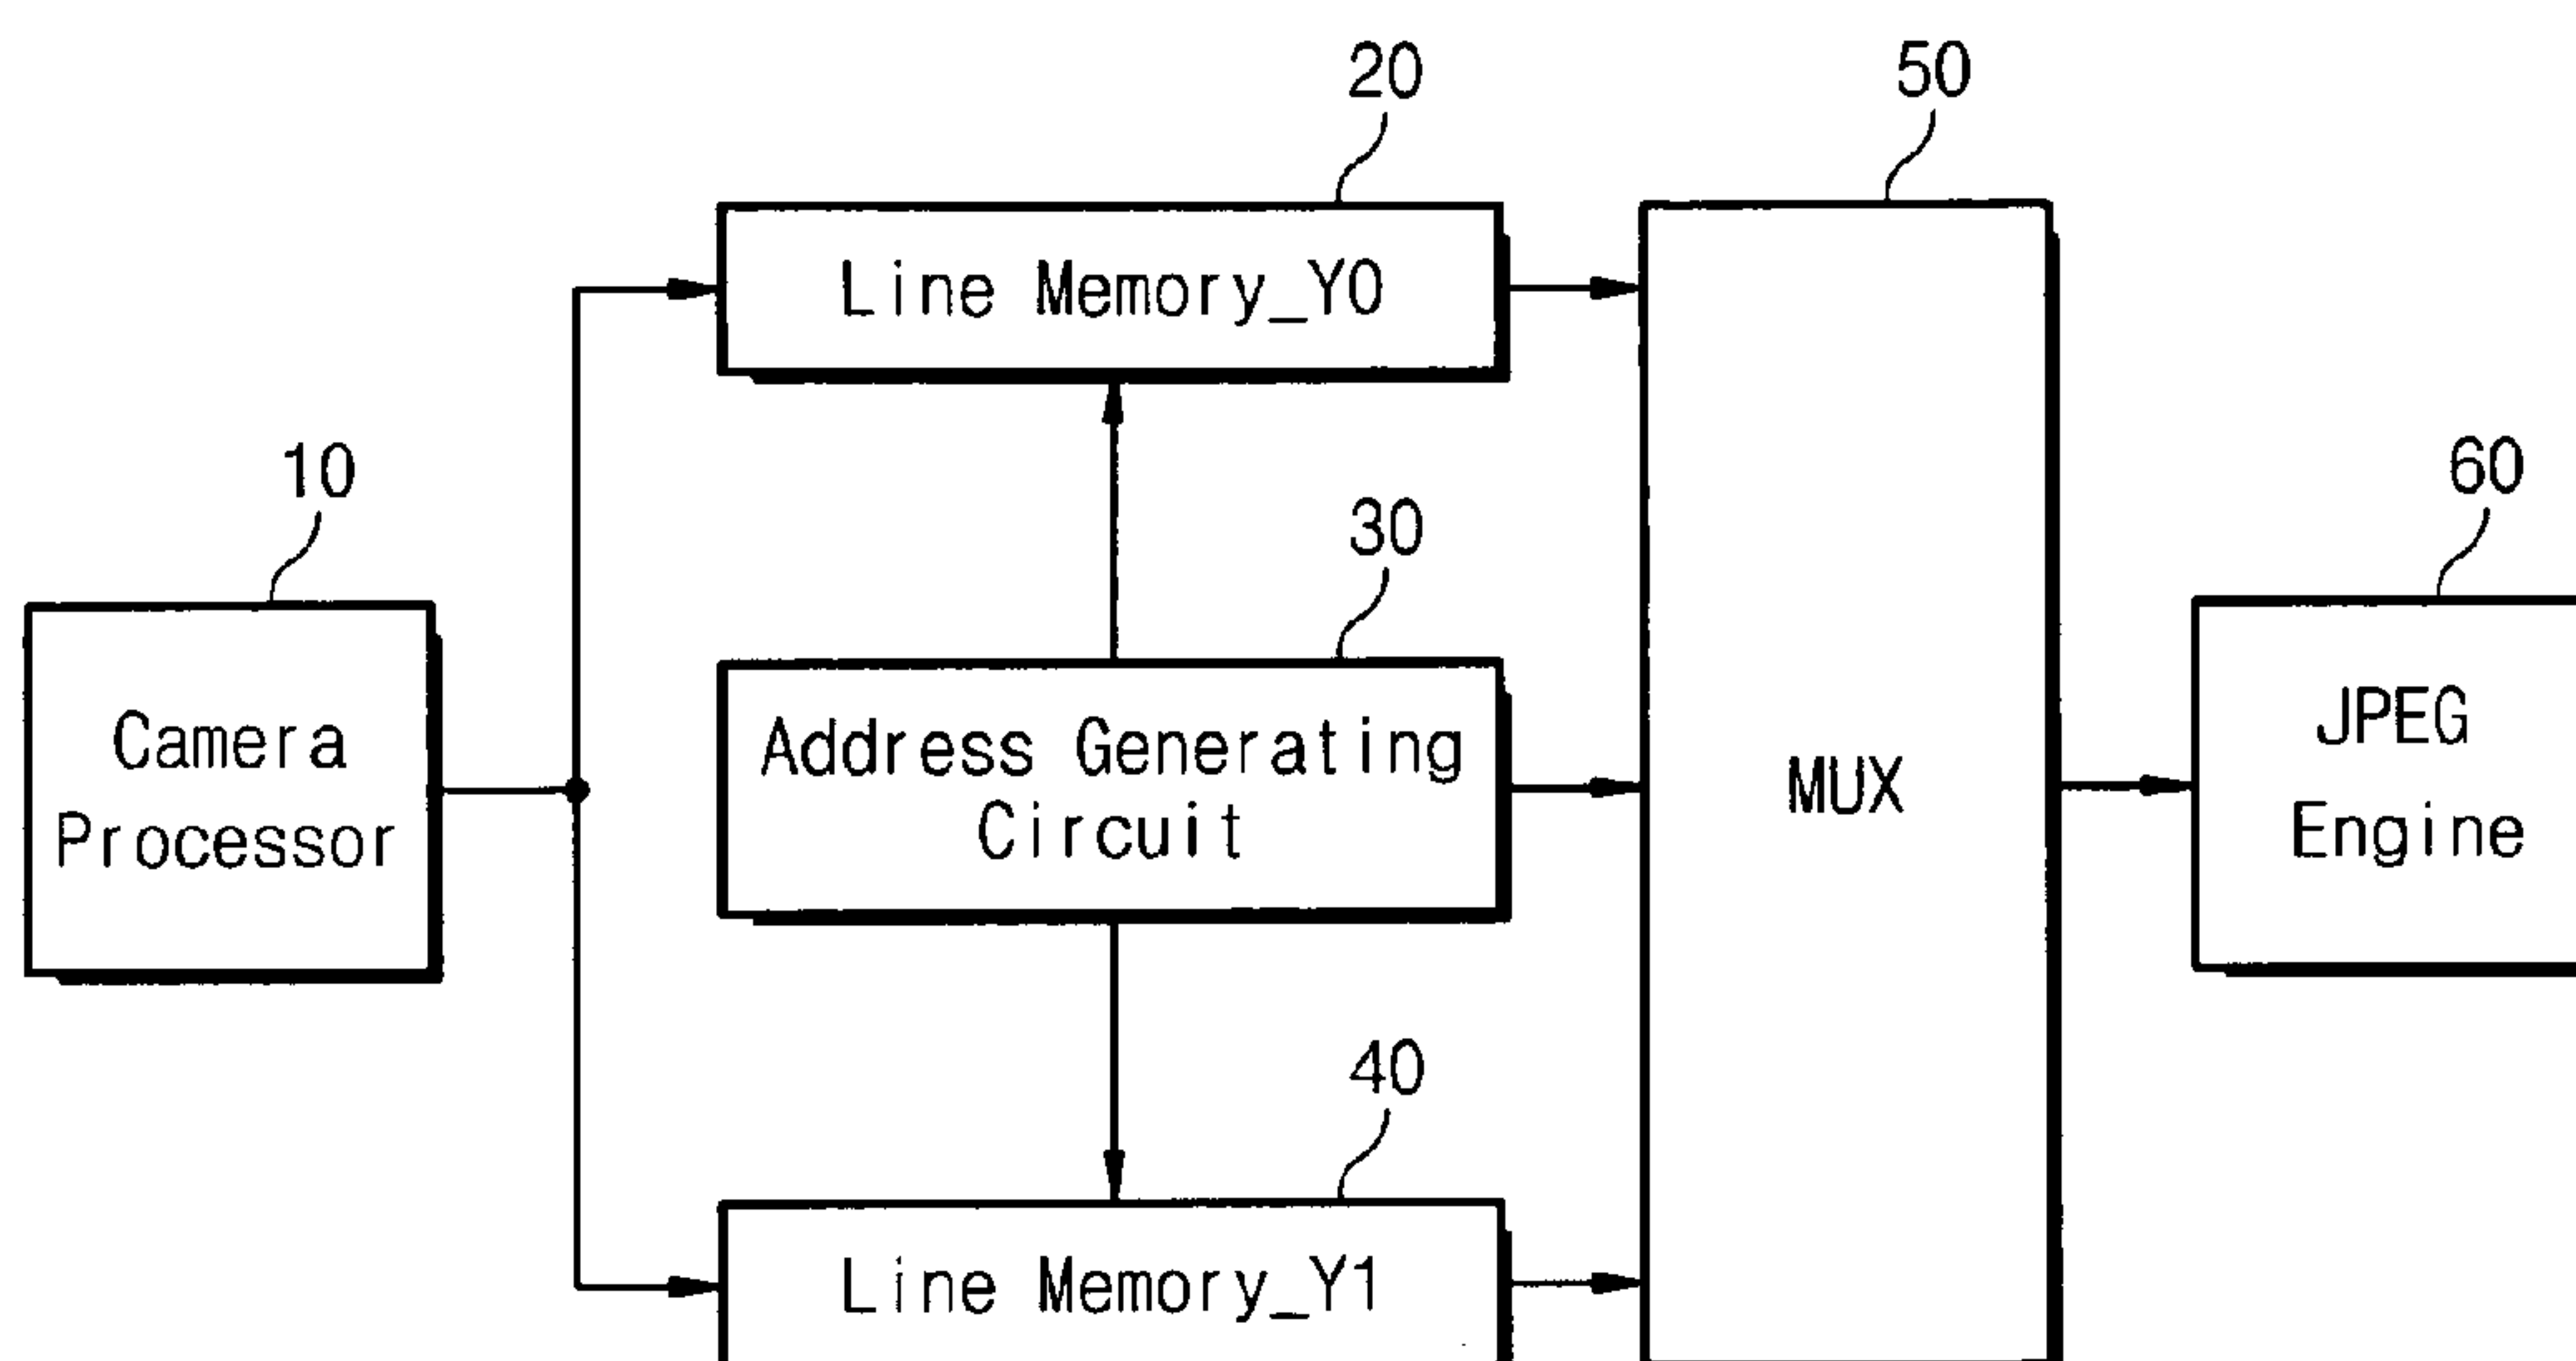 20
50
Line Memory_Y0
10
30
60
Camera
Processor
Address Generating
Circuit
MUX
JPEG
Engine
40
Line Memory_Y1